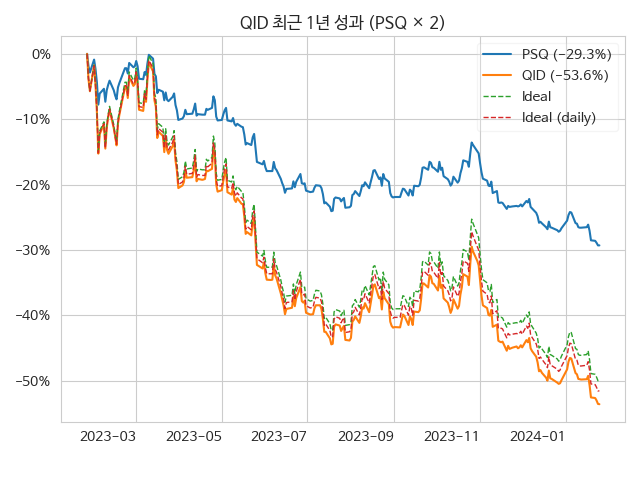 QID 최근 1년 성과 (PSQ × 2)
PSQ (−29.3%)
QID (−53.6%)
Ideal
Ideal (daily)
0%
−10%
−20%
−30%
−40%
−50%
2023−03 2023−05 2023−07 2023−09 2023−11 2024−01